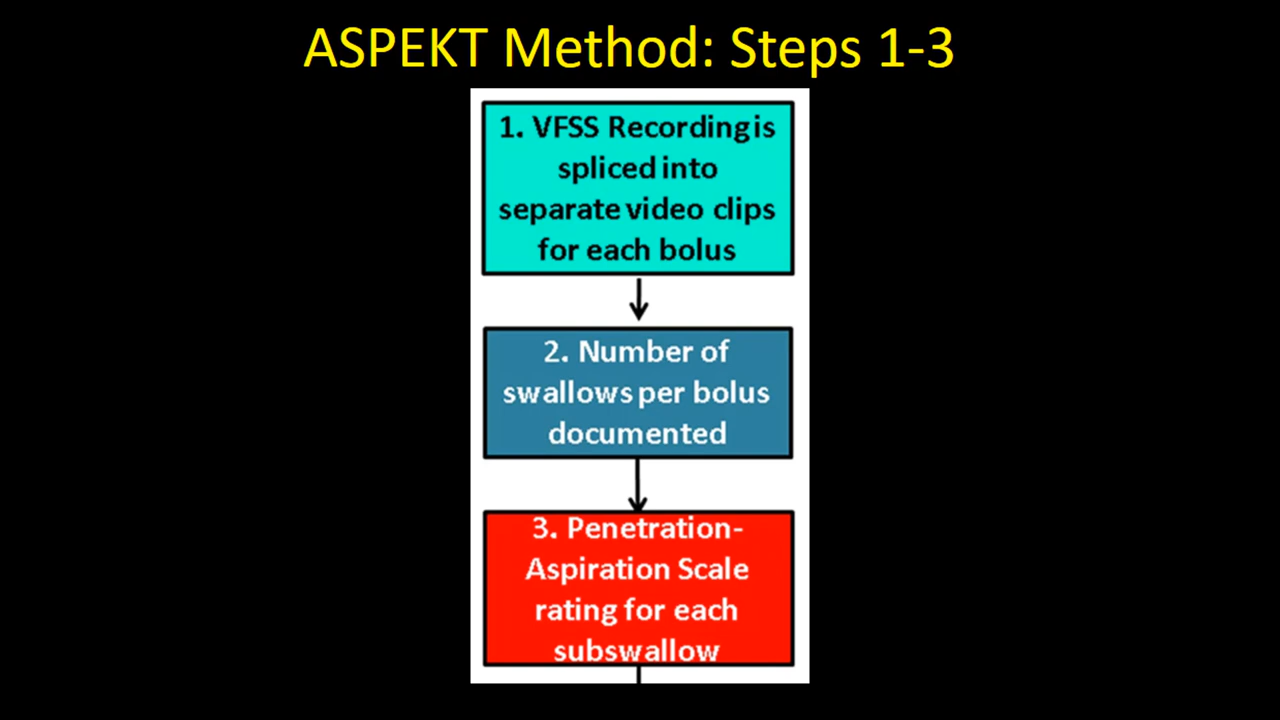 ASPEKT Method: Steps 1-3
1. VFSS Recording is
spliced into
separate video clips
for each bolus
2. Number of
swallows per bolus
documented
3. Penetration-
Aspiration Scale
rating for each
subswallow